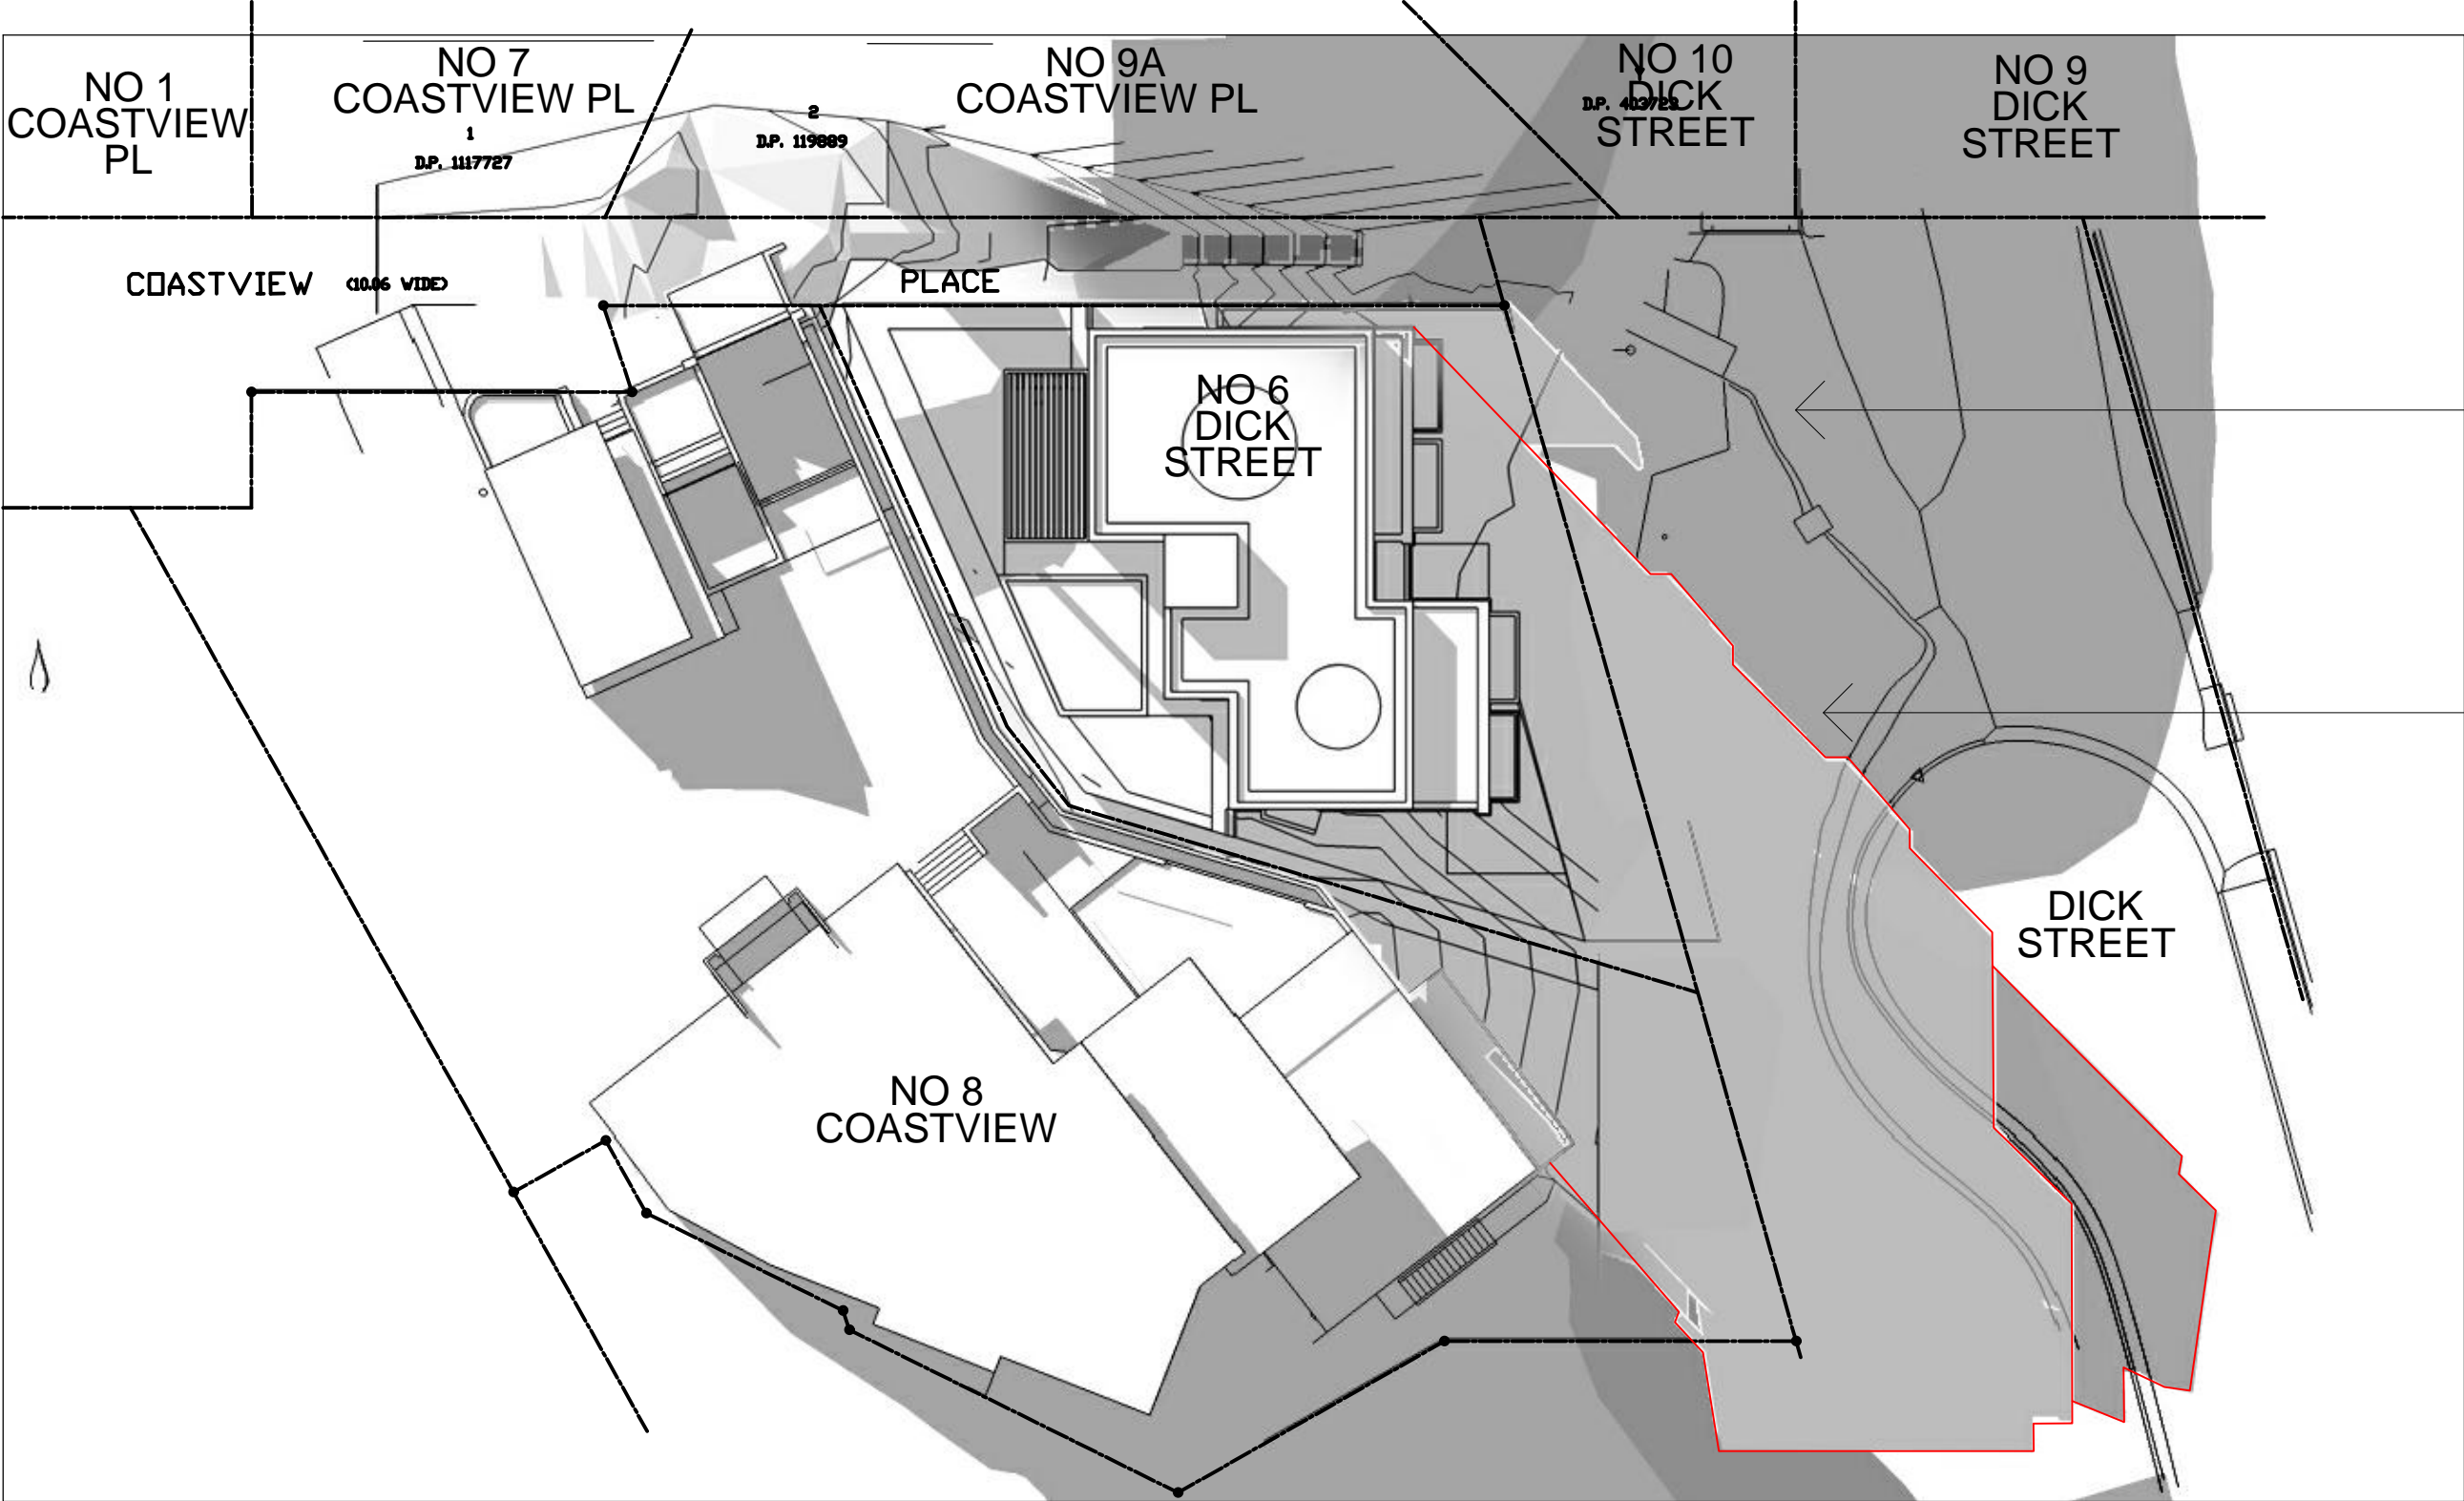 NO 1
COASTVIEW
PL
NO 7
COASTVIEW PL
1
D.P. 1117727
2
D.P. 119889
NO 9A
COASTVIEW PL
NO 10
DICK
STREET
D.P. 403723
NO 9
DICK
STREET
COASTVIEW (10.06 WIDE) PLACE
NO 6
DICK
STREET
DICK
STREET
NO 8
COASTVIEW